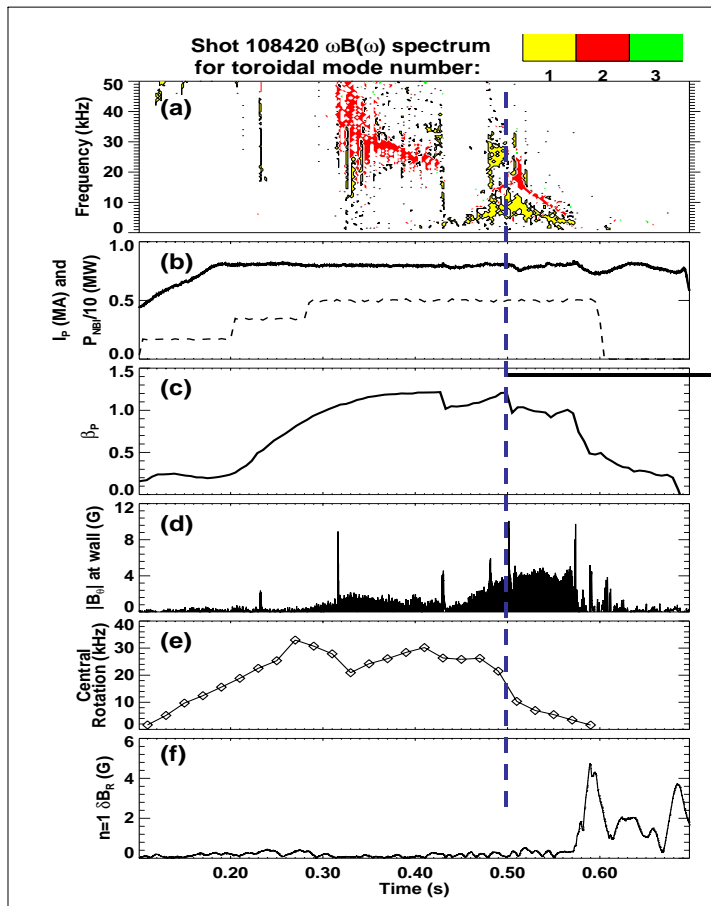 Shot 108420 ωB(ω) spectrum
for toroidal mode number:
1 2 3
(a)
Frequency (kHz)
50
40
30
20
10
0
(b)
I_P (MA) and
P_NBI/10 (MW)
1.0
0.5
0.0
(c)
β_P
1.5
1.0
0.5
0.0
(d)
|B_θ| at wall (G)
12
8
4
0
(e)
Central
Rotation (kHz)
40
30
20
10
0
(f)
n=1 δB_R (G)
6
4
2
0
0.20 0.30 0.40 0.50 0.60
Time (s)